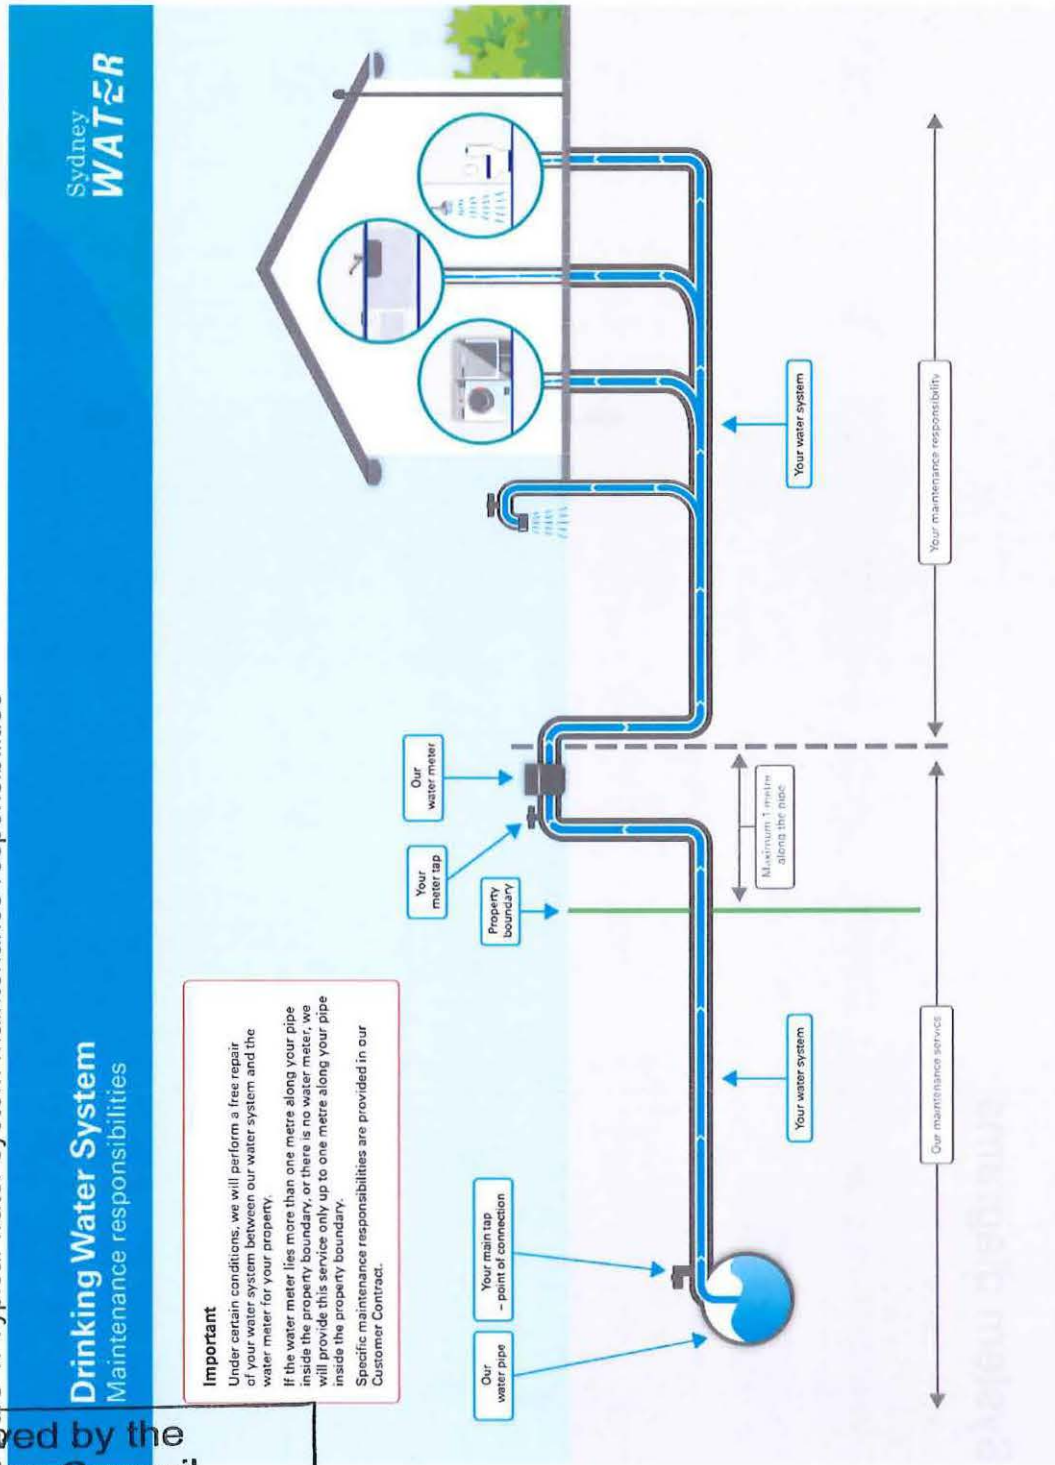 Typical water system maintenance responsibilities
Drinking Water System
Maintenance responsibilities
Sydney
WATER
Important
Under certain conditions, we will perform a free repair
of your water system between our water system and the
water meter for your property.
If the water meter lies more than one metre along your pipe
inside the property boundary, or there is no water meter, we
will provide this service only up to one metre along your pipe
inside the property boundary.
Specific maintenance responsibilities are provided in our
Customer Contract.
Our
water pipe
Your main tap
– point of connection
Property
boundary
Your
meter tap
Our
water meter
Your water system
Your water system
Maximum 1 metre
along the pipe
Our maintenance service
Your maintenance responsibility
by the